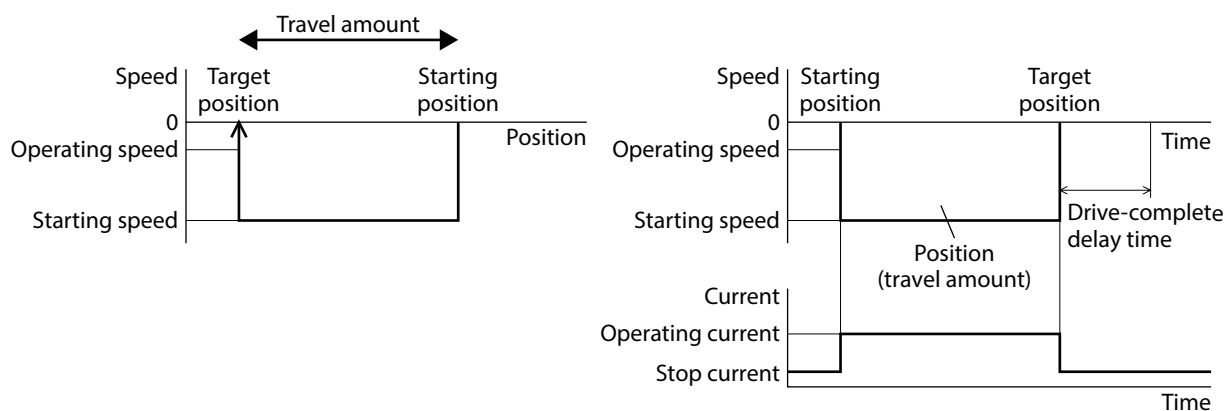 Travel amount
Speed
Target
position
Starting
position
0
Position
Operating speed
Starting speed
Speed
Starting
position
Target
position
0
Time
Operating speed
Starting speed
Drive-complete
delay time
Position
(travel amount)
Current
Operating current
Stop current
Time